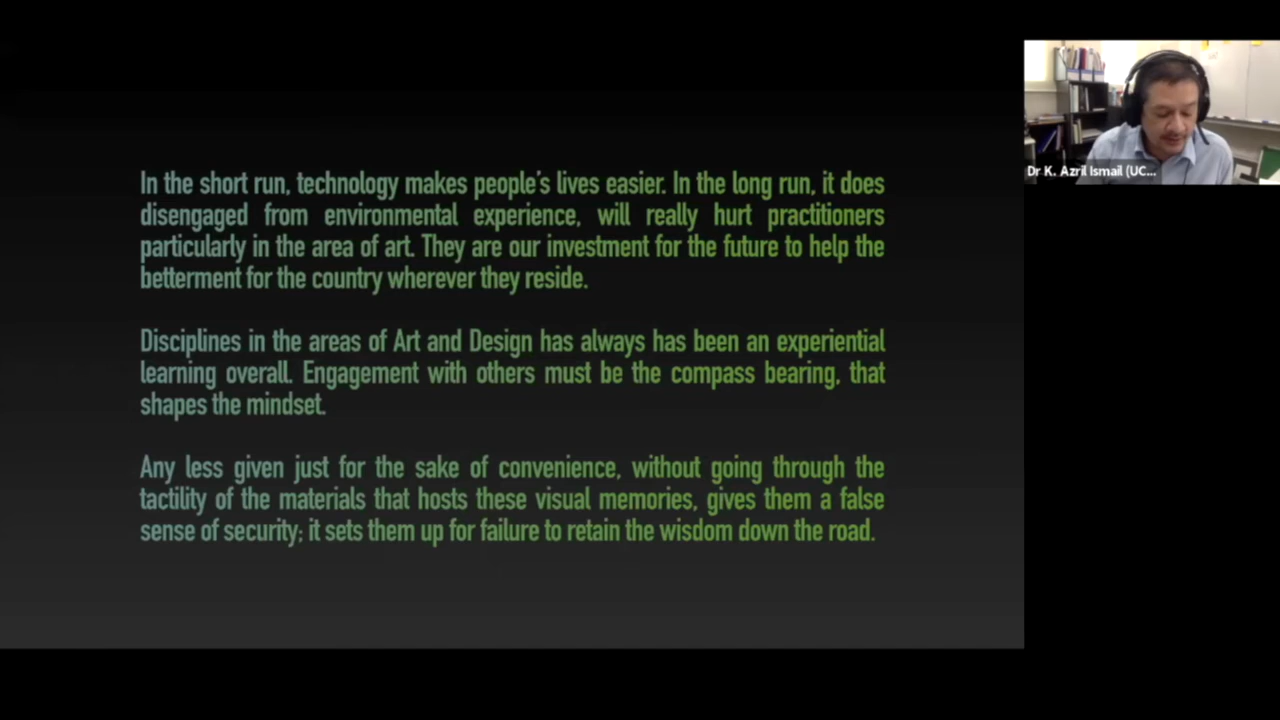 In the short run, technology makes people's lives easier. In the long run, it does
disengaged from environmental experience, will really hurt practitioners
particularly in the area of art. They are our investment for the future to help the
betterment for the country wherever they reside.
Disciplines in the areas of Art and Design has always has been an experiential
learning overall. Engagement with others must be the compass bearing, that
shapes the mindset.
Any less given just for the sake of convenience, without going through the
tactility of the materials that hosts these visual memories, gives them a false
sense of security; it sets them up for failure to retain the wisdom down the road.
Dr K. Azril Ismail (UC...